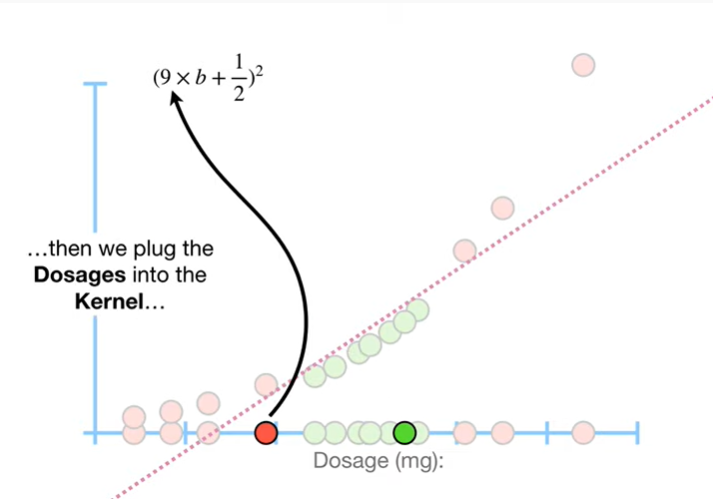 (9 × b + 1/2)²
…then we plug the
Dosages into the
Kernel…
Dosage (mg):